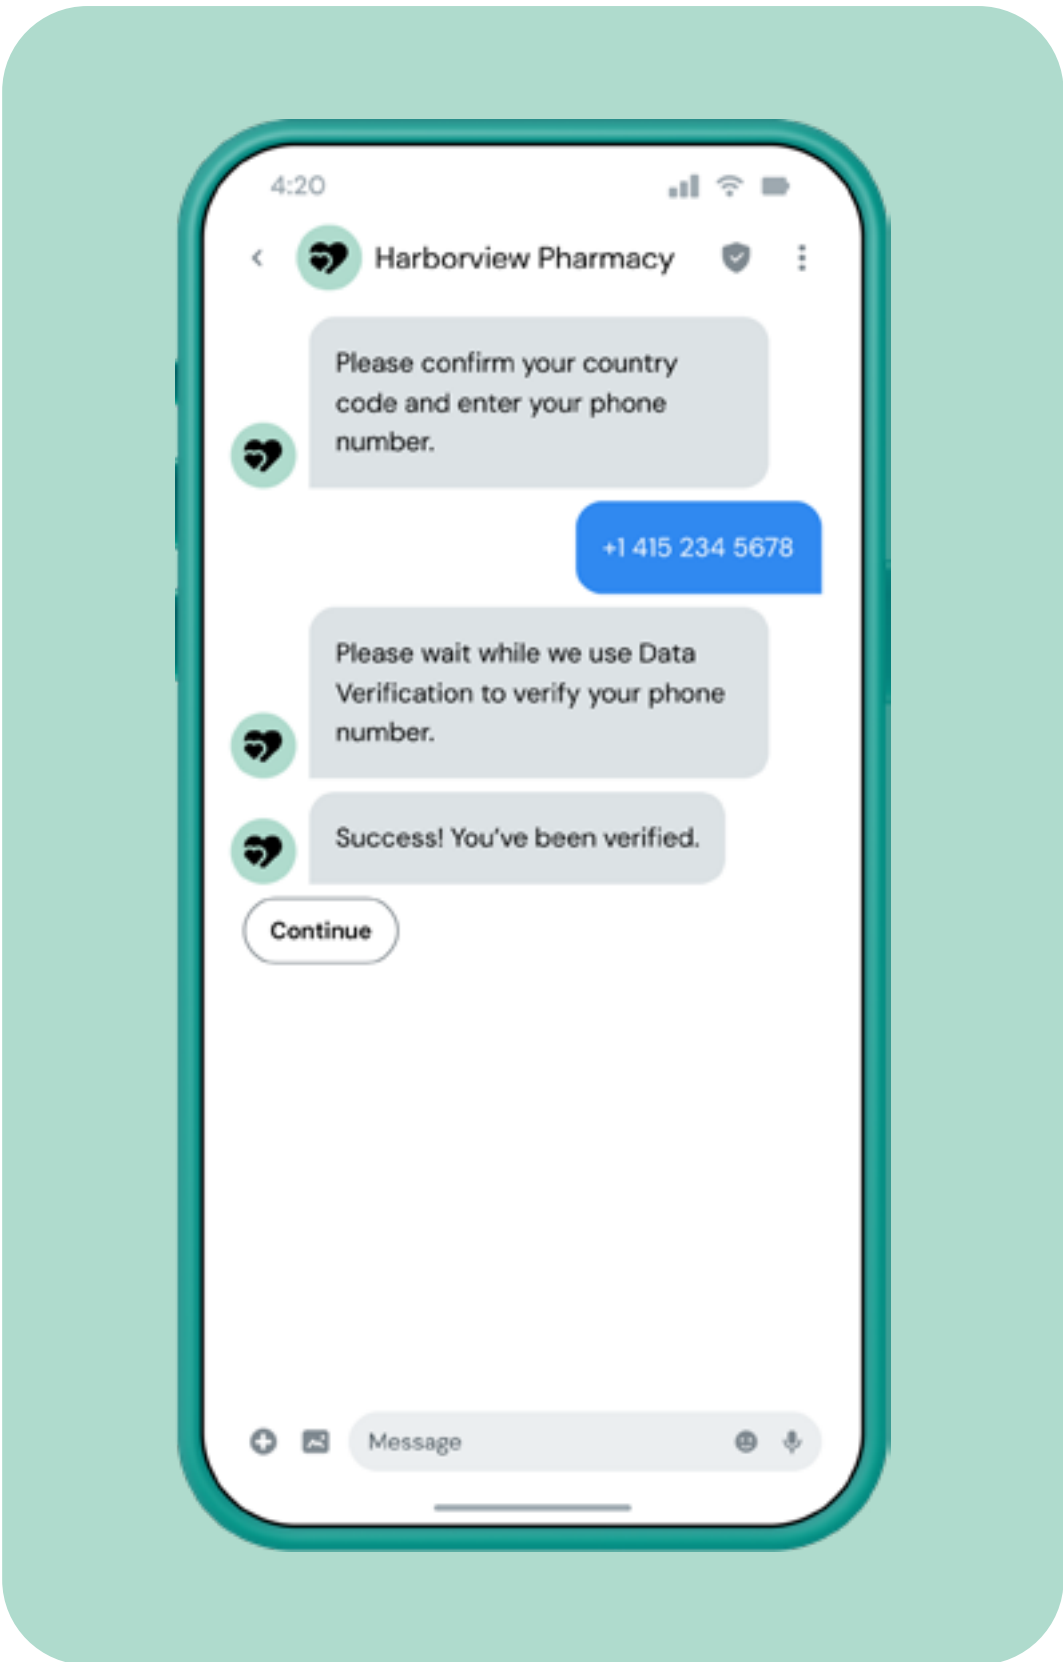 4:20
Harborview Pharmacy
Please confirm your country
code and enter your phone
number.
+1 415 234 5678
Please wait while we use Data
Verification to verify your phone
number.
Success! You’ve been verified.
Continue
Message